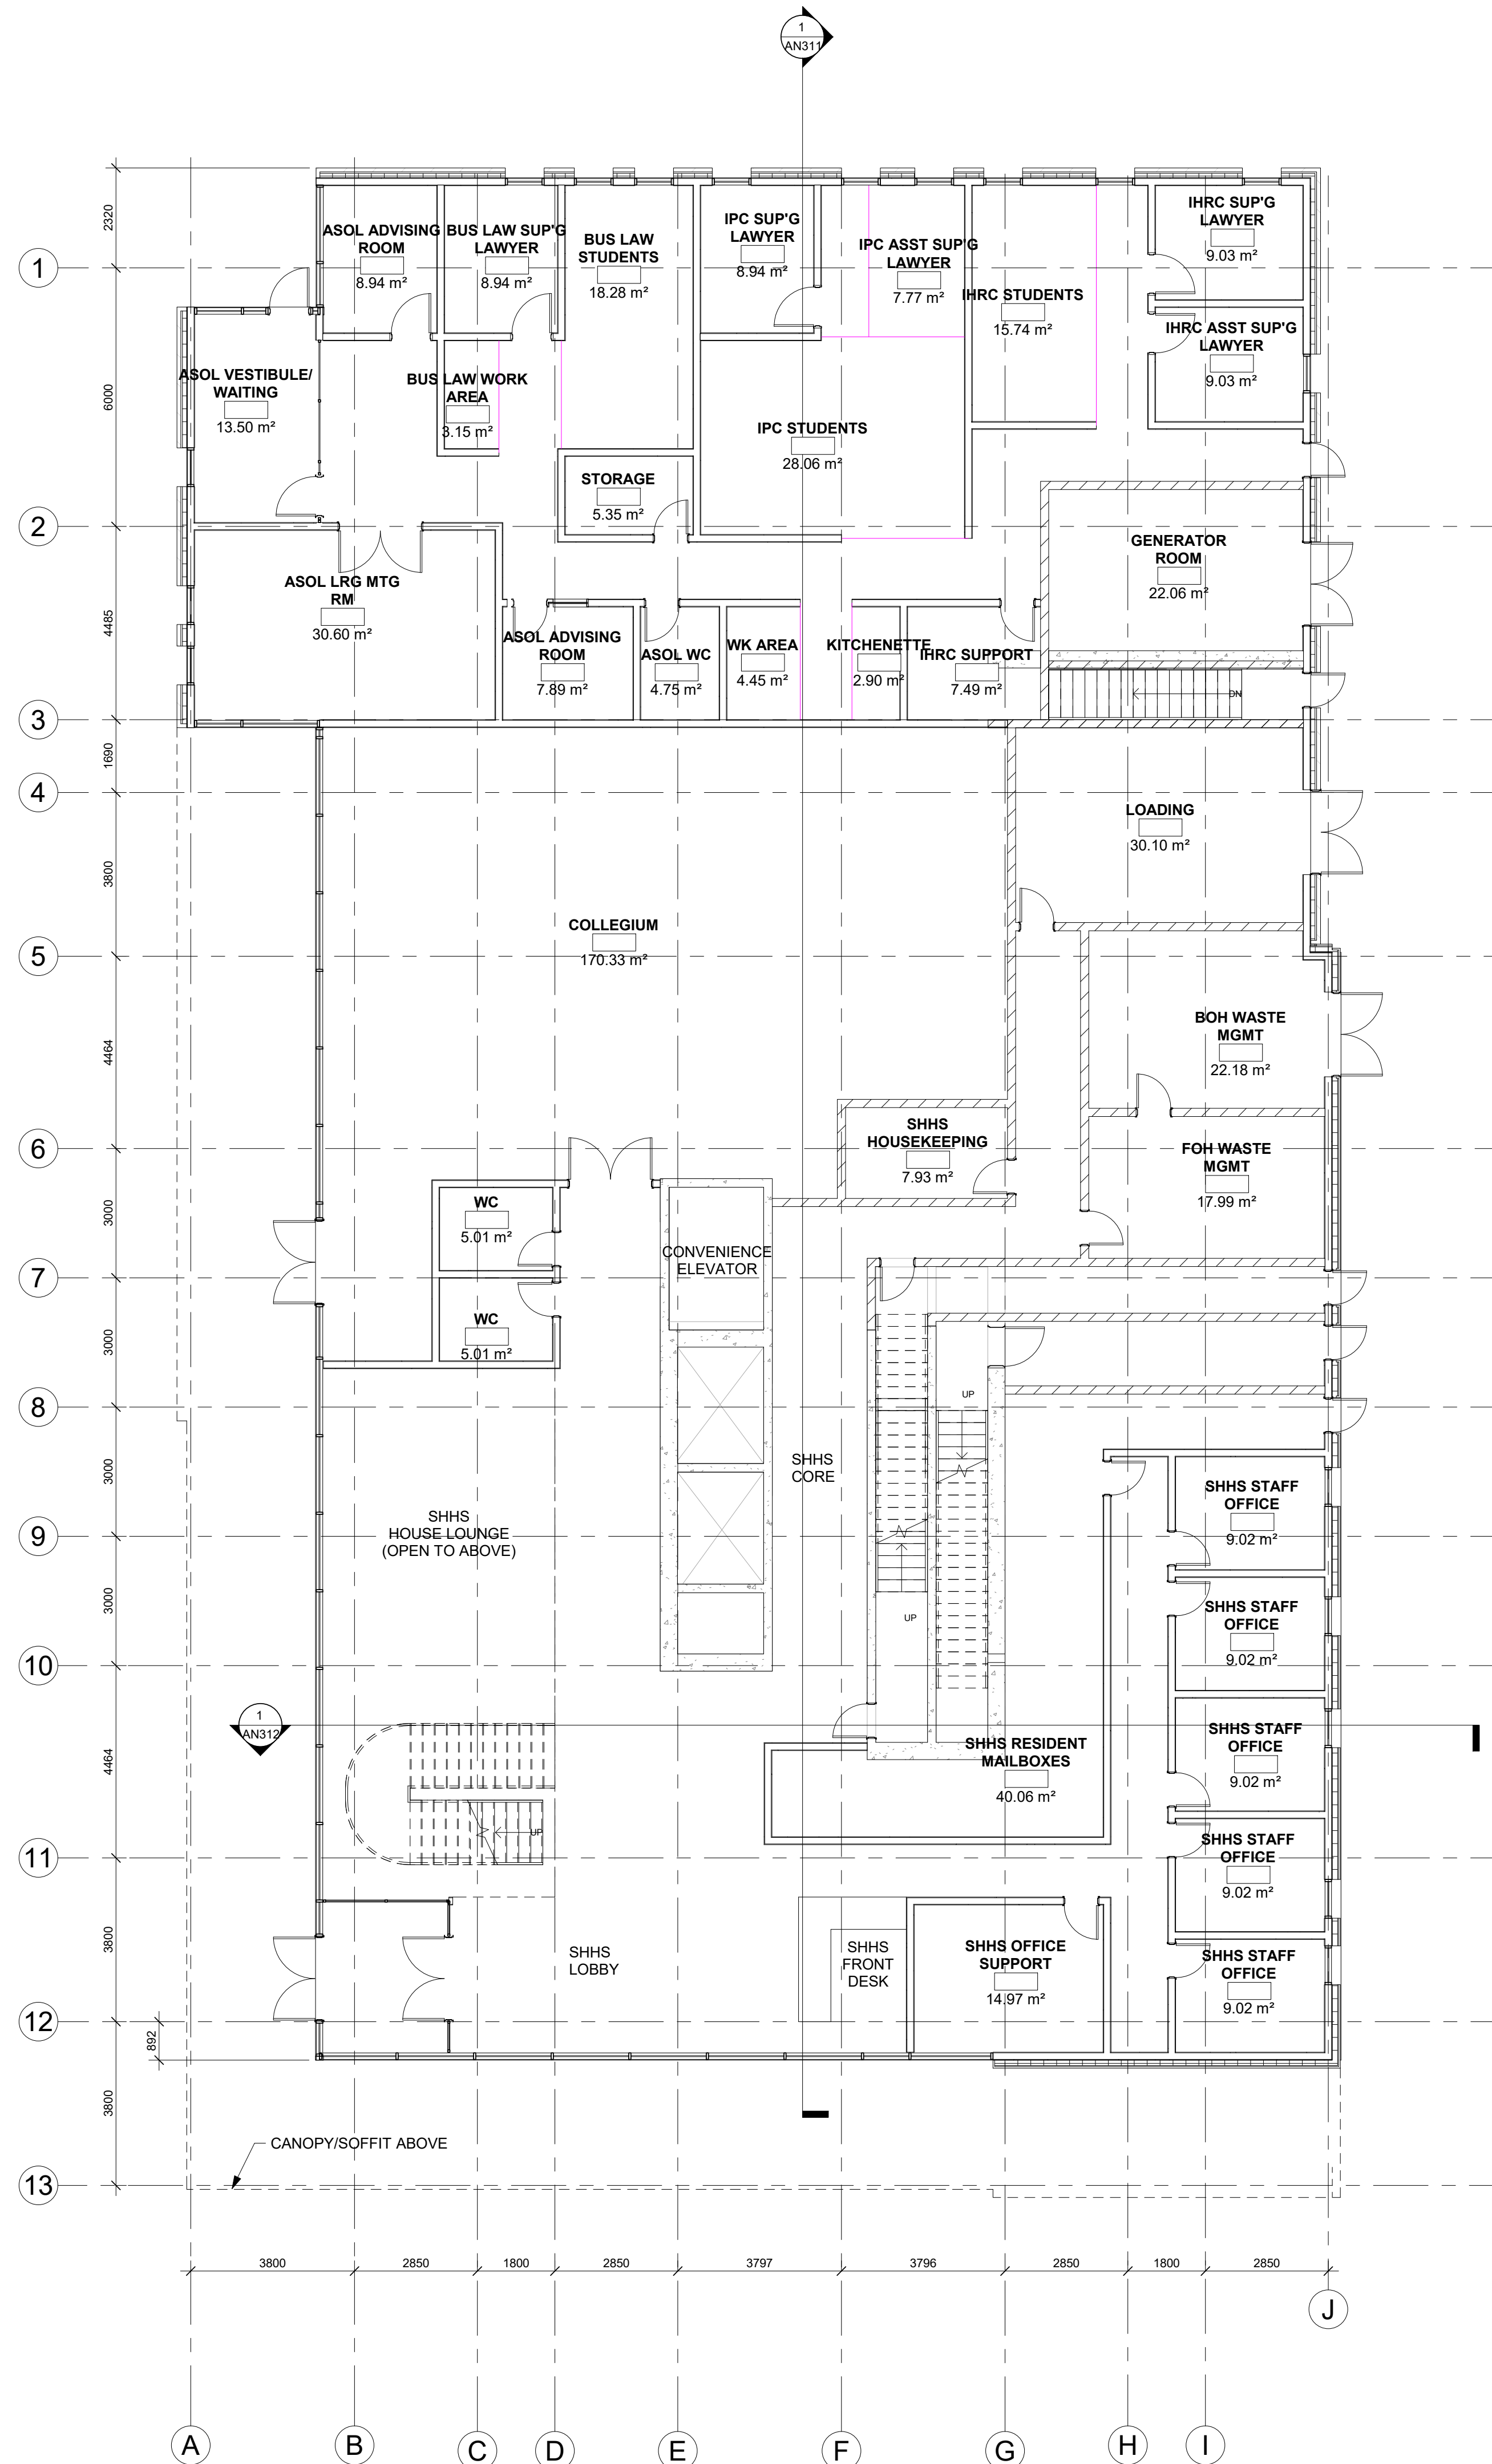 1
AN311
2320
1
6000
2
4485
3
1690
4
3800
5
4464
6
3000
7
3000
8
3000
9
3000
10
4464
11
3800
12
892
3800
13
ASOL ADVISING
ROOM
8.94 m²
BUS LAW SUP'G
LAWYER
8.94 m²
BUS LAW
STUDENTS
18.28 m²
IPC SUP'G
LAWYER
8.94 m²
IPC ASST SUP'G
LAWYER
7.77 m²
IHRC STUDENTS
15.74 m²
IHRC SUP'G
LAWYER
9.03 m²
IHRC ASST SUP'G
LAWYER
9.03 m²
ASOL VESTIBULE/
WAITING
13.50 m²
BUS LAW WORK
AREA
3.15 m²
IPC STUDENTS
28.06 m²
STORAGE
5.35 m²
GENERATOR
ROOM
22.06 m²
ASOL LRG MTG
RM
30.60 m²
ASOL ADVISING
ROOM
7.89 m²
ASOL WC
4.75 m²
WK AREA
4.45 m²
KITCHENETTE
2.90 m²
IHRC SUPPORT
7.49 m²
DN
LOADING
30.10 m²
COLLEGIUM
170.33 m²
BOH WASTE
MGMT
22.18 m²
SHHS
HOUSEKEEPING
7.93 m²
FOH WASTE
MGMT
17.99 m²
WC
5.01 m²
CONVENIENCE
ELEVATOR
WC
5.01 m²
UP
SHHS
CORE
SHHS
HOUSE LOUNGE
(OPEN TO ABOVE)
SHHS STAFF
OFFICE
9.02 m²
SHHS STAFF
OFFICE
9.02 m²
UP
1
AN312
SHHS RESIDENT
MAILBOXES
40.06 m²
SHHS STAFF
OFFICE
9.02 m²
UP
SHHS STAFF
OFFICE
9.02 m²
SHHS
LOBBY
SHHS
FRONT
DESK
SHHS OFFICE
SUPPORT
14.97 m²
SHHS STAFF
OFFICE
9.02 m²
CANOPY/SOFFIT ABOVE
3800
2850
1800
2850
3797
3796
2850
1800
2850
J
A
B
C
D
E
F
G
H
I